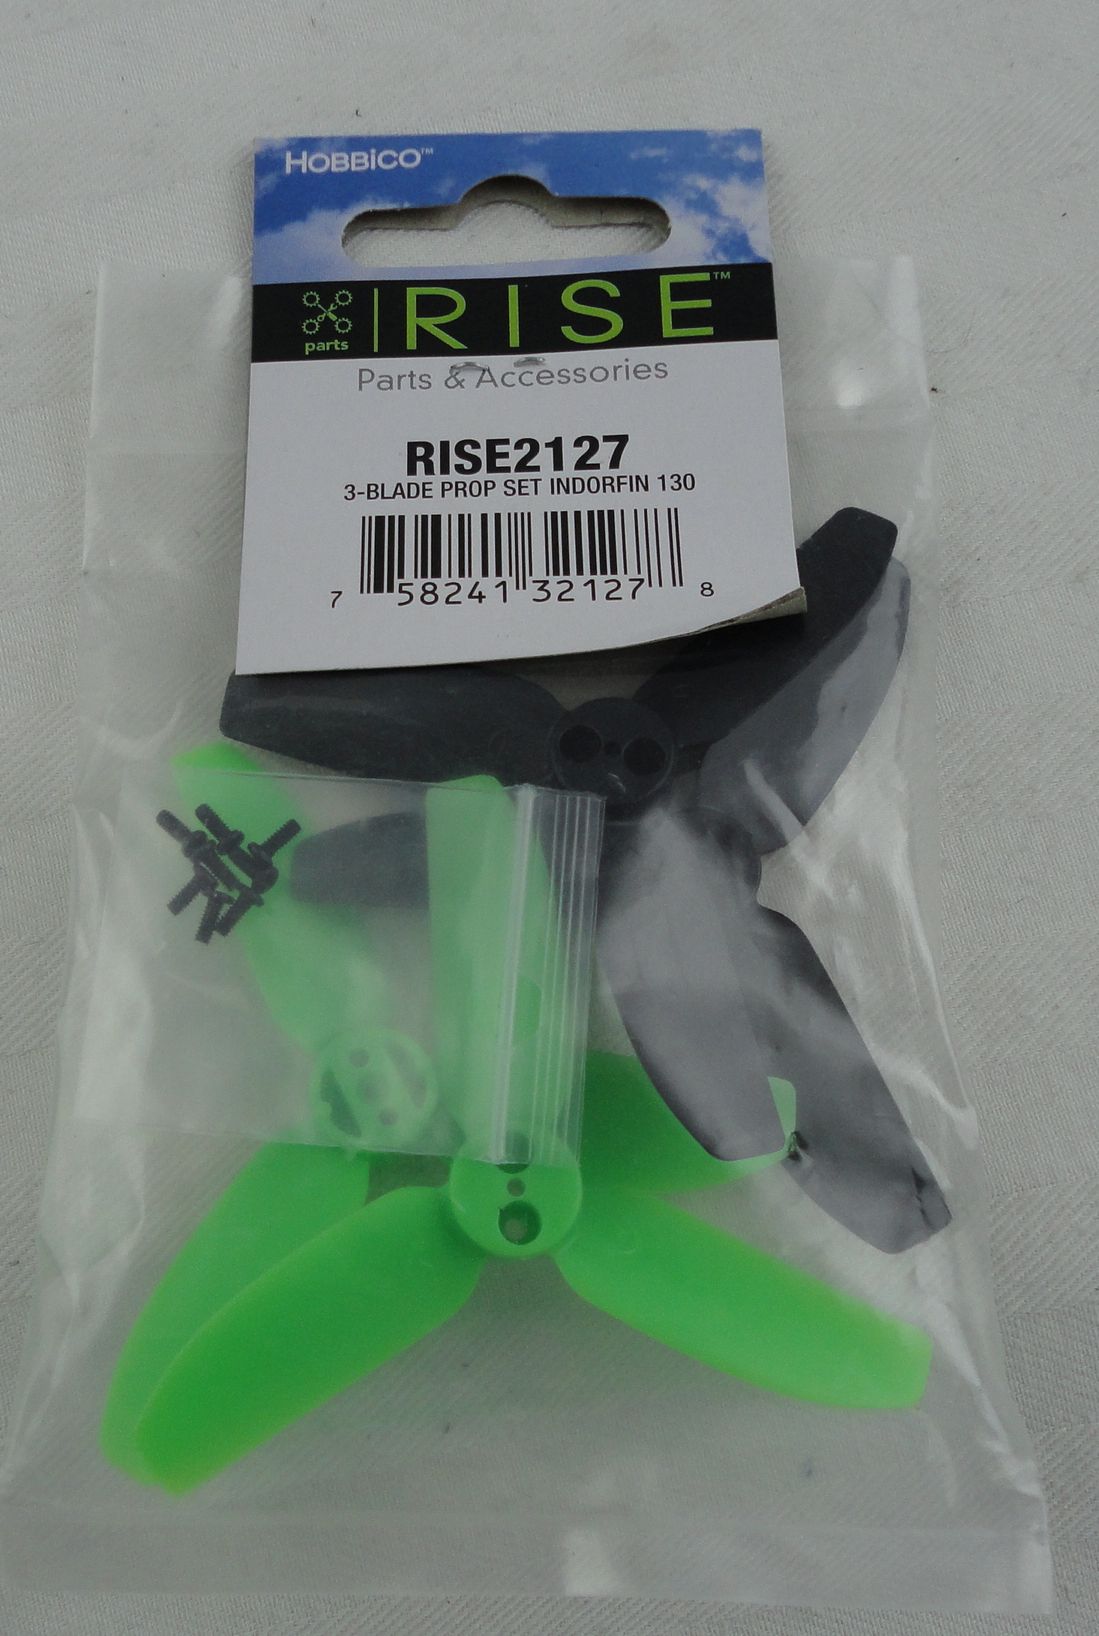 HOBBiCO™
parts
RISE™
Parts & Accessories
RISE2127
3-BLADE PROP SET INDORFIN 130
7 58241 32127 8